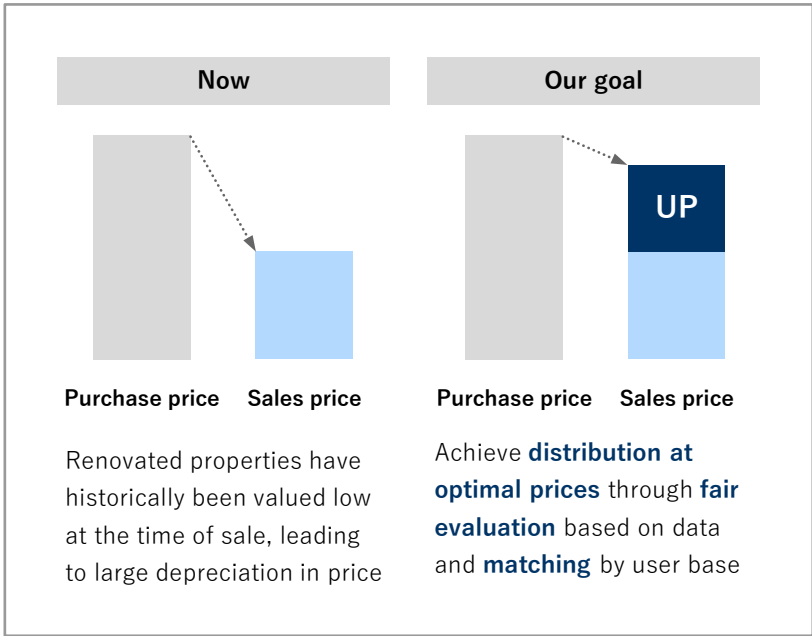 Now
Purchase price
Sales price
Renovated properties have
historically been valued low
at the time of sale, leading
to large depreciation in price
Our goal
UP
Purchase price
Sales price
Achieve distribution at
optimal prices through fair
evaluation based on data
and matching by user base